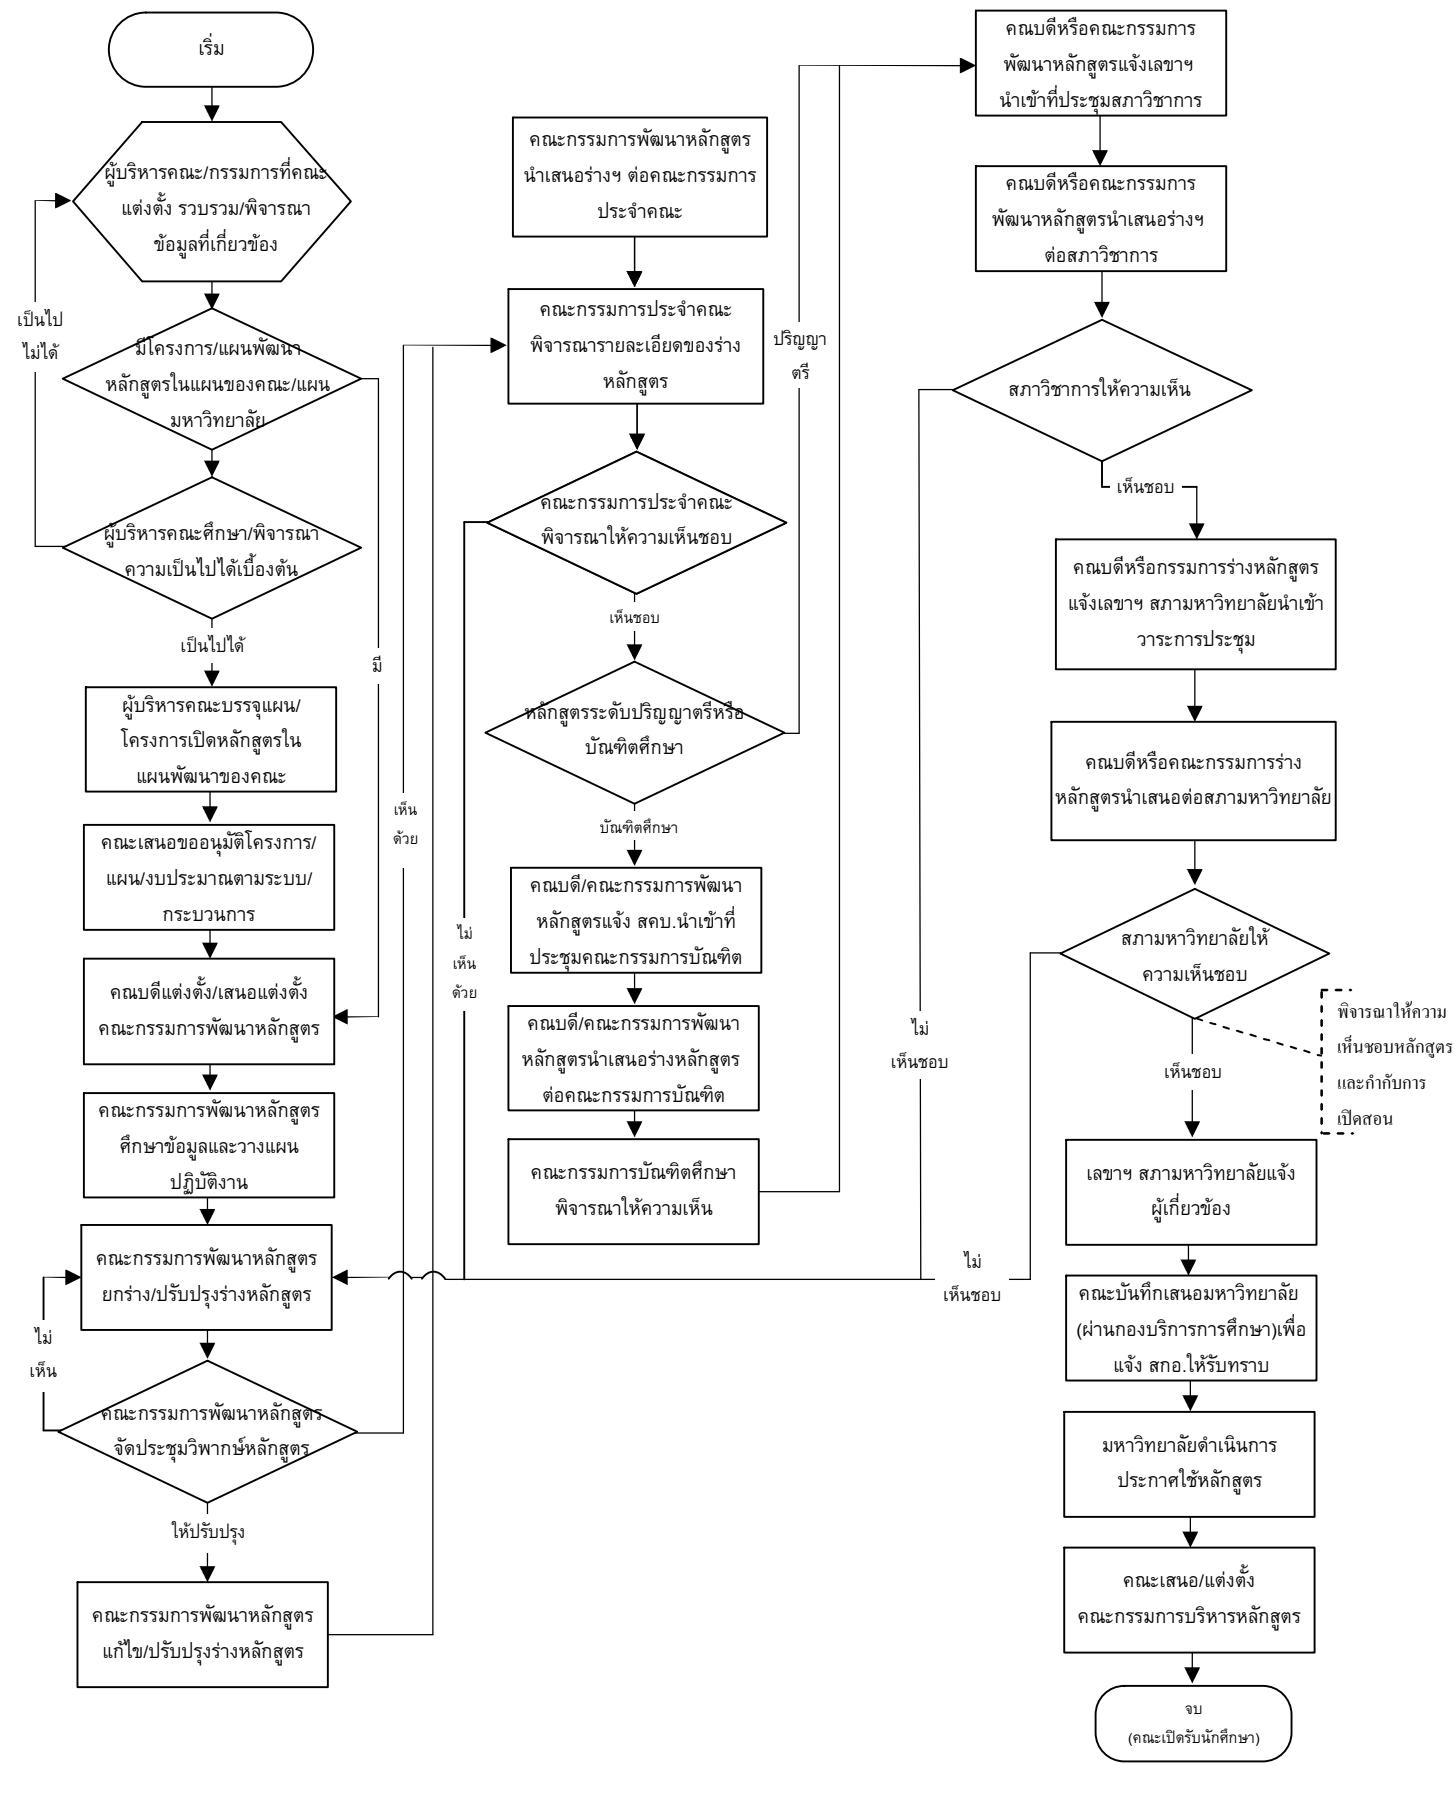 เริ่ม
ผู้บริหารคณะ/กรรมการที่คณะ
แต่งตั้ง รวบรวม/พิจารณา
ข้อมูลที่เกี่ยวข้อง
เป็นไป
ไม่ได้
มีโครงการ/แผนพัฒนา
หลักสูตรในแผนของคณะ/แผน
มหาวิทยาลัย
ผู้บริหารคณะศึกษา/พิจารณา
ความเป็นไปได้เบื้องต้น
เป็นไปได้
มี
ผู้บริหารคณะบรรจุแผน/
โครงการเปิดหลักสูตรใน
แผนพัฒนาของคณะ
คณะเสนอขออนุมัติโครงการ/
แผน/งบประมาณตามระบบ/
กระบวนการ
คณบดีแต่งตั้ง/เสนอแต่งตั้ง
คณะกรรมการพัฒนาหลักสูตร
คณะกรรมการพัฒนาหลักสูตร
ศึกษาข้อมูลและวางแผน
ปฏิบัติงาน
คณะกรรมการพัฒนาหลักสูตร
ยกร่าง/ปรับปรุงร่างหลักสูตร
ไม่
เห็น
คณะกรรมการพัฒนาหลักสูตร
จัดประชุมวิพากษ์หลักสูตร
ให้ปรับปรุง
คณะกรรมการพัฒนาหลักสูตร
แก้ไข/ปรับปรุงร่างหลักสูตร
เห็น
ด้วย
คณะกรรมการพัฒนาหลักสูตร
นำเสนอร่างฯ ต่อคณะกรรมการ
ประจำคณะ
คณะกรรมการประจำคณะ
พิจารณารายละเอียดของร่าง
หลักสูตร
คณะกรรมการประจำคณะ
พิจารณาให้ความเห็นชอบ
เห็นชอบ
หลักสูตรระดับปริญญาตรีหรือ
บัณฑิตศึกษา
บัณฑิตศึกษา
คณบดี/คณะกรรมการพัฒนา
หลักสูตรแจ้ง สคบ.นำเข้าที่
ประชุมคณะกรรมการบัณฑิต
คณบดี/คณะกรรมการพัฒนา
หลักสูตรนำเสนอร่างหลักสูตร
ต่อคณะกรรมการบัณฑิต
คณะกรรมการบัณฑิตศึกษา
พิจารณาให้ความเห็น
ไม่
เห็น
ด้วย
ปริญญา
ตรี
คณบดีหรือคณะกรรมการ
พัฒนาหลักสูตรแจ้งเลขาฯ
นำเข้าที่ประชุมสภาวิชาการ
คณบดีหรือคณะกรรมการ
พัฒนาหลักสูตรนำเสนอร่างฯ
ต่อสภาวิชาการ
สภาวิชาการให้ความเห็น
เห็นชอบ
คณบดีหรือกรรมการร่างหลักสูตร
แจ้งเลขาฯ สภามหาวิทยาลัยนำเข้า
วาระการประชุม
คณบดีหรือคณะกรรมการร่าง
หลักสูตรนำเสนอต่อสภามหาวิทยาลัย
สภามหาวิทยาลัยให้
ความเห็นชอบ
พิจารณาให้ความ
เห็นชอบหลักสูตร
และกำกับการ
เปิดสอน
ไม่
เห็นชอบ
เห็นชอบ
ไม่
เห็นชอบ
เลขาฯ สภามหาวิทยาลัยแจ้ง
ผู้เกี่ยวข้อง
คณะบันทึกเสนอมหาวิทยาลัย
(ผ่านกองบริการการศึกษา)เพื่อ
แจ้ง สกอ.ให้รับทราบ
มหาวิทยาลัยดำเนินการ
ประกาศใช้หลักสูตร
คณะเสนอ/แต่งตั้ง
คณะกรรมการบริหารหลักสูตร
จบ
(คณะเปิดรับนักศึกษา)